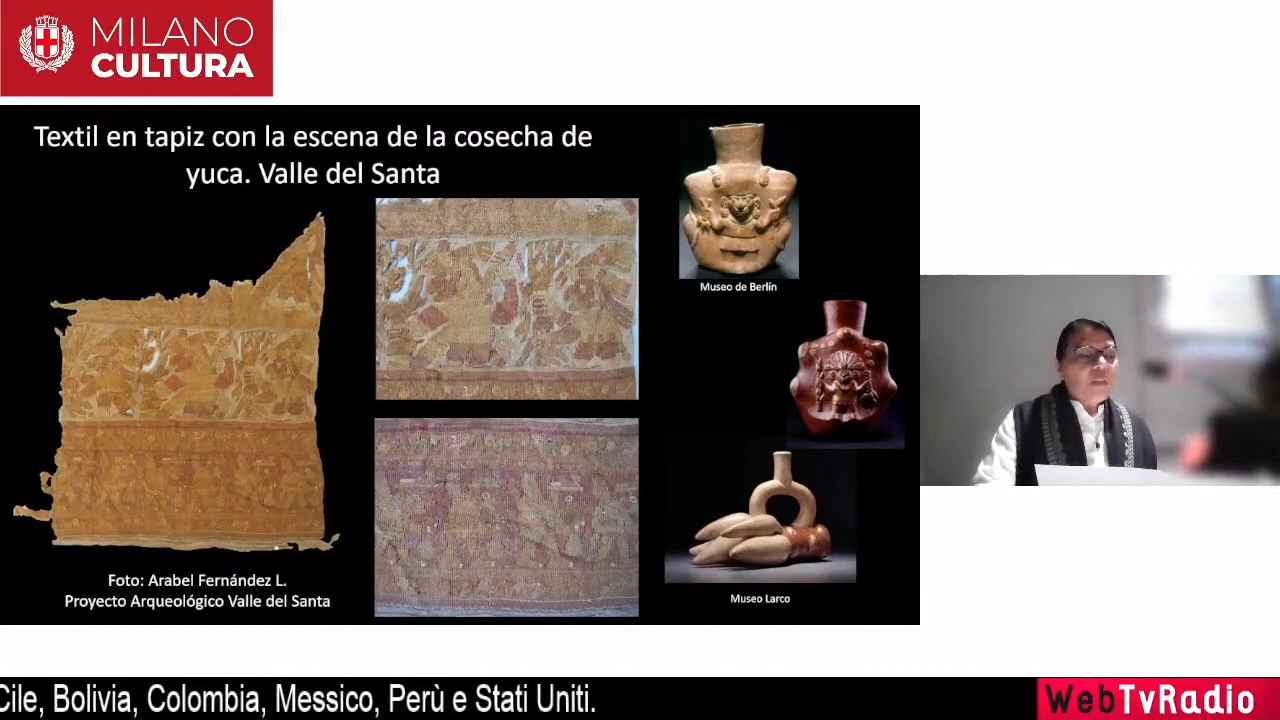 MILANO
CULTURA
Textil en tapiz con la escena de la cosecha de
yuca. Valle del Santa
Museo de Berlín
Foto: Arabel Fernández L.
Proyecto Arqueológico Valle del Santa
Museo Larco
Cile, Bolivia, Colombia, Messico, Perù e Stati Uniti.
WebTvRadio